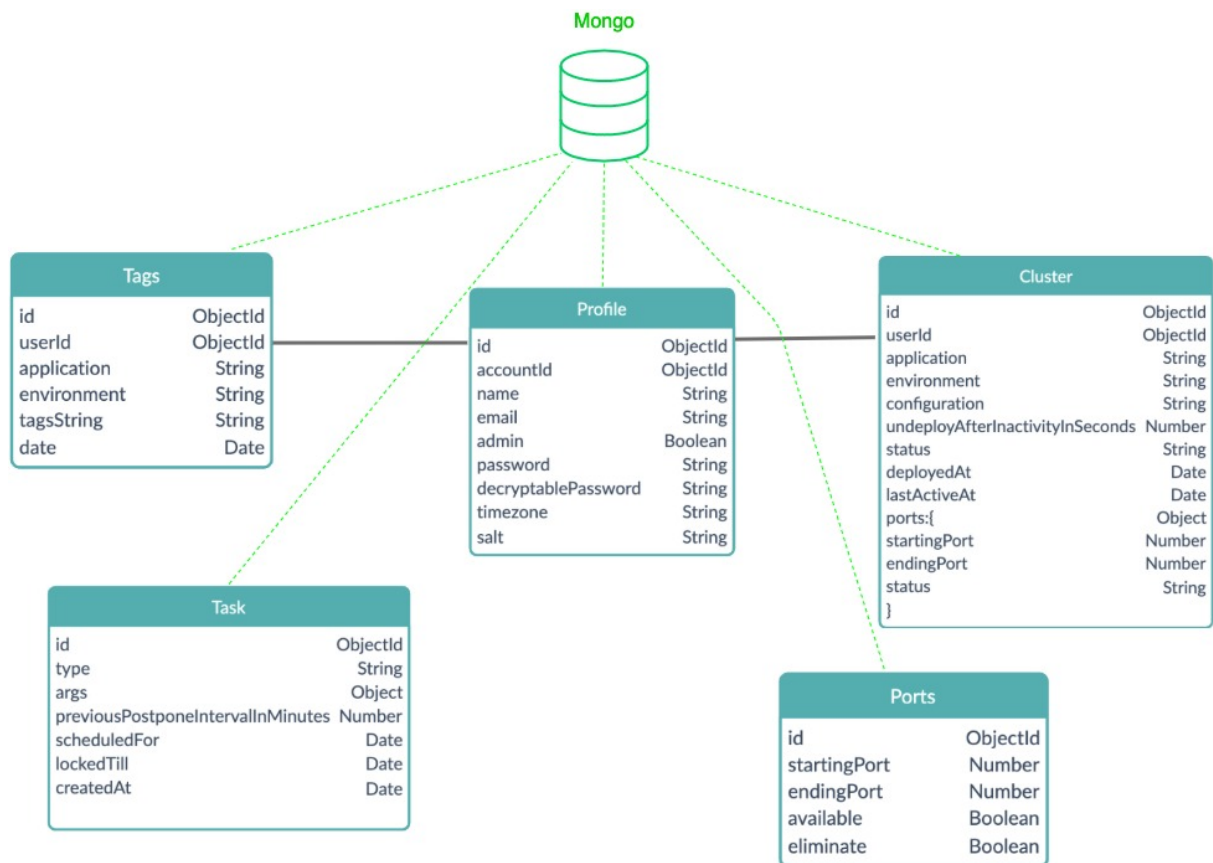 Mongo
Tags
id ObjectId
userId ObjectId
application String
environment String
tagsString String
date Date
Profile
id ObjectId
accountId ObjectId
name String
email String
admin Boolean
password String
decryptablePassword String
timezone String
salt String
Cluster
id ObjectId
userId ObjectId
application String
environment String
configuration String
undeployAfterInactivityInSeconds Number
status String
deployedAt Date
lastActiveAt Date
ports:{ Object
startingPort Number
endingPort Number
status String
}
Task
id ObjectId
type String
args Object
previousPostponeIntervalInMinutes Number
scheduledFor Date
lockedTill Date
createdAt Date
Ports
id ObjectId
startingPort Number
endingPort Number
available Boolean
eliminate Boolean